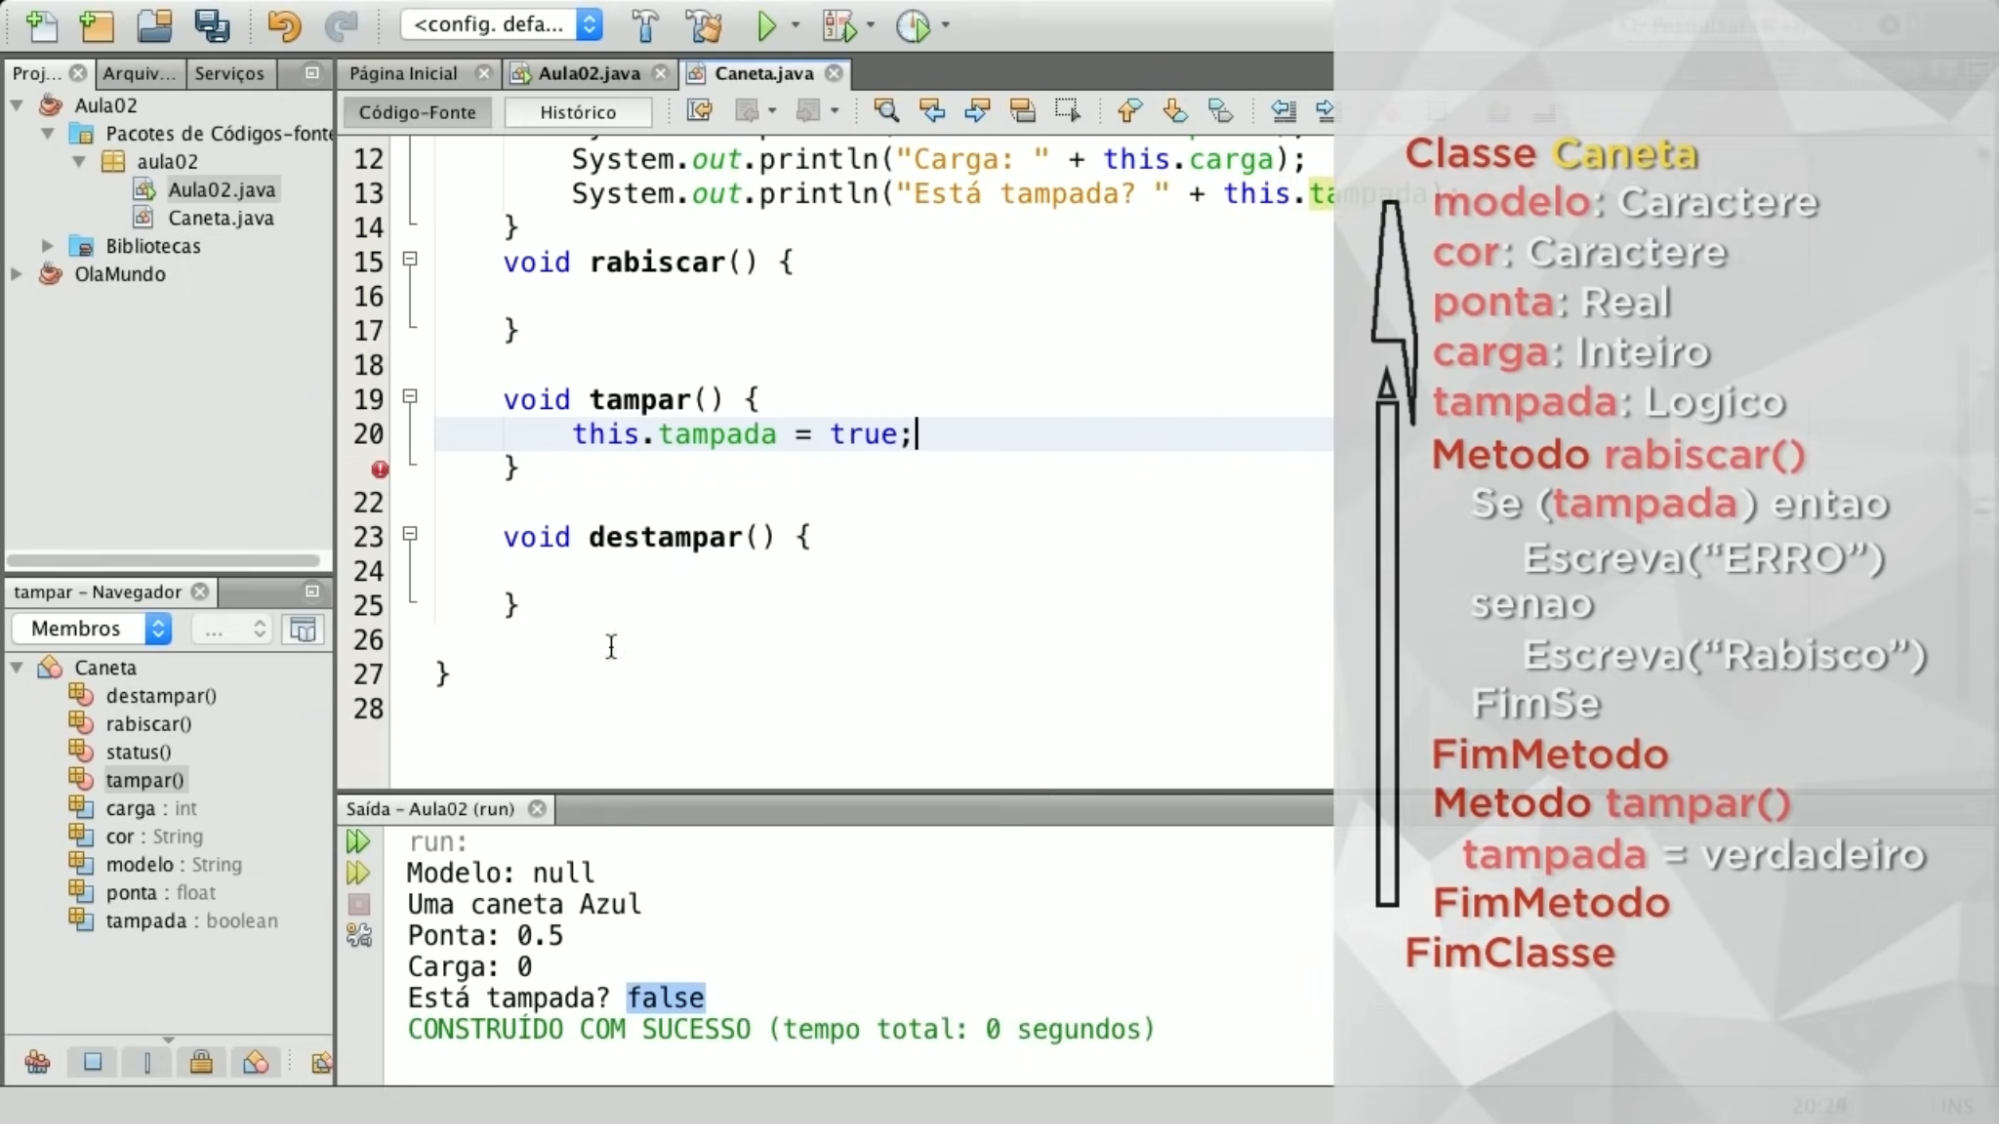 <config. defa...
Proj...
Arquiv...
Serviços
Página Inicial
Aula02.java
Caneta.java
Código-Fonte
Histórico
Aula02
Pacotes de Códigos-fonte
aula02
Aula02.java
Caneta.java
Bibliotecas
OlaMundo
12 System.out.println("Carga: " + this.carga);
13 System.out.println("Está tampada? " + this.tampada);
14 }
15 void rabiscar() {
16
17 }
18
19 void tampar() {
20 this.tampada = true;
}
22
23 void destampar() {
24
25 }
26
27 }
28
tampar - Navegador
Membros
...
Caneta
destampar()
rabiscar()
status()
tampar()
carga : int
cor : String
modelo : String
ponta : float
tampada : boolean
Saída - Aula02 (run)
run:
Modelo: null
Uma caneta Azul
Ponta: 0.5
Carga: 0
Está tampada? false
CONSTRUÍDO COM SUCESSO (tempo total: 0 segundos)
Classe Caneta
modelo: Caractere
cor: Caractere
ponta: Real
carga: Inteiro
tampada: Logico
Metodo rabiscar()
Se (tampada) entao
Escreva(“ERRO”)
senao
Escreva(“Rabisco”)
FimSe
FimMetodo
Metodo tampar()
tampada = verdadeiro
FimMetodo
FimClasse
INS